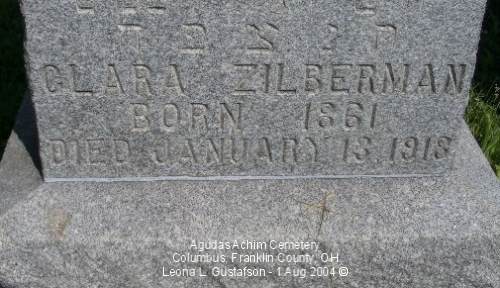 CLARA ZILBERMAN
BORN 1861
DIED JANUARY 13 1918
Agudas Achim Cemetery
Columbus, Franklin County, OH
Leona L. Gustafson - 1 Aug 2004 ©